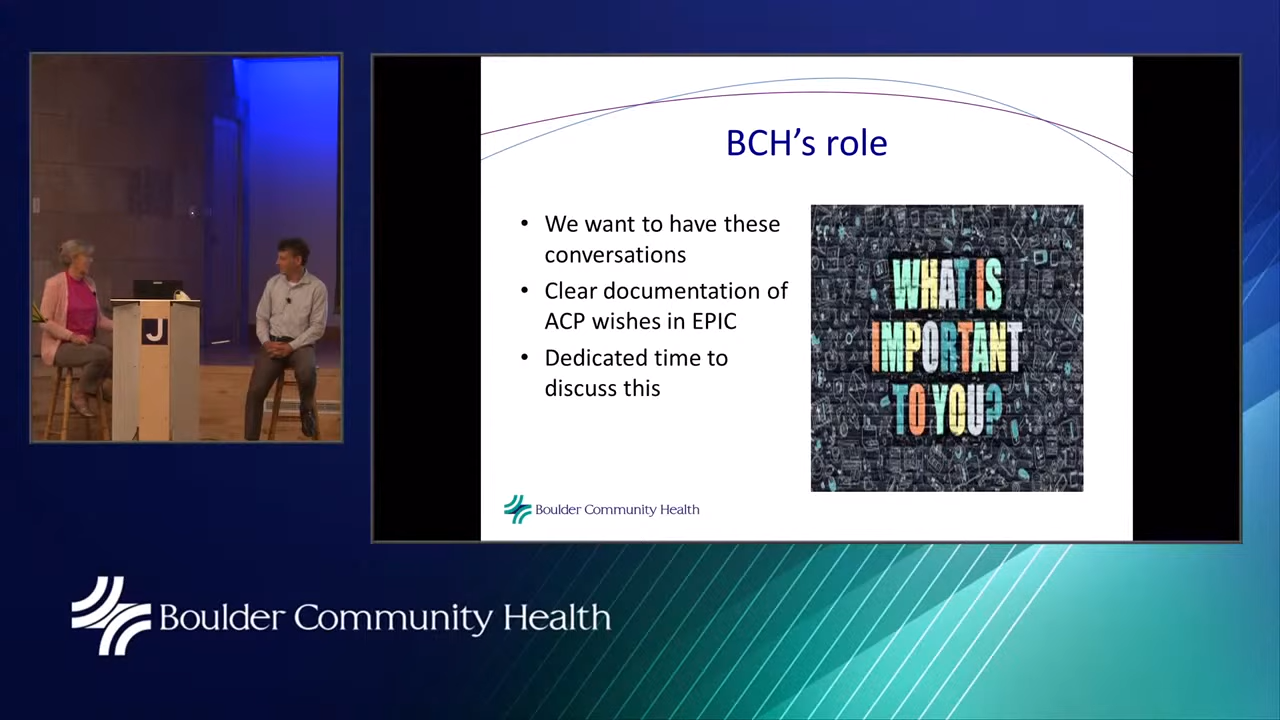 BCH's role
• We want to have these
conversations
• Clear documentation of
ACP wishes in EPIC
• Dedicated time to
discuss this
WHAT IS
IMPORTANT
TO YOU?
Boulder Community Health
J
Boulder Community Health